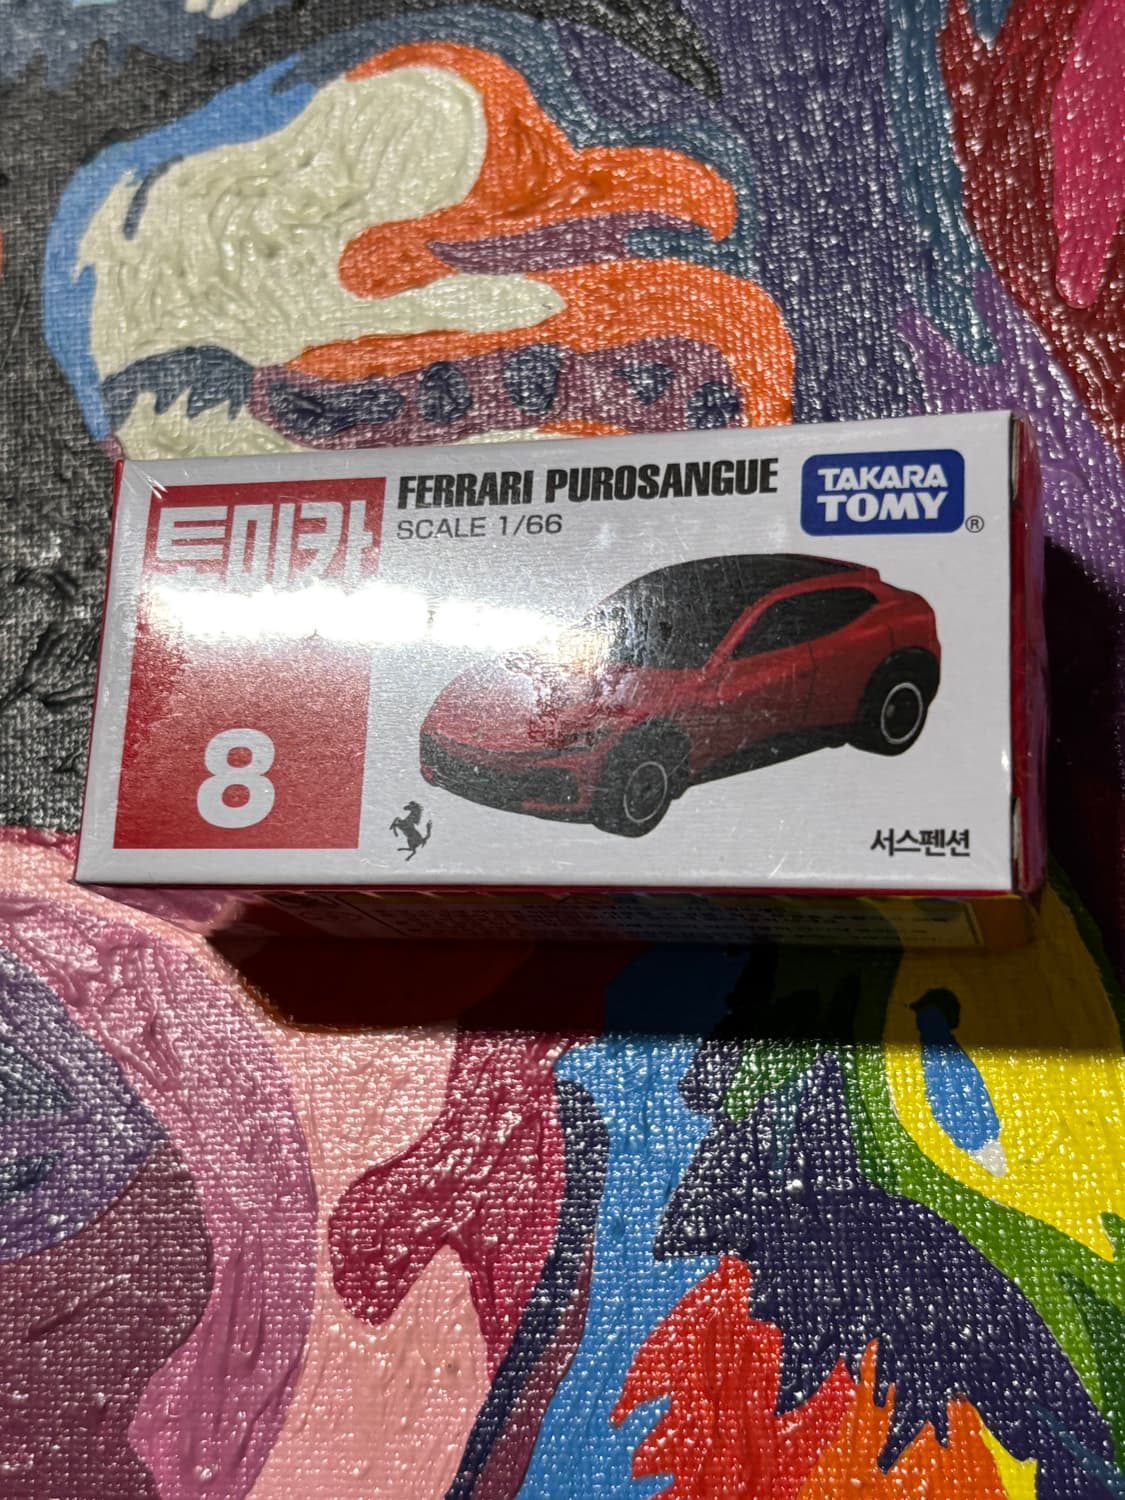 토미카
FERRARI PUROSANGUE
SCALE 1/66
TAKARA
TOMY®
8
서스펜션